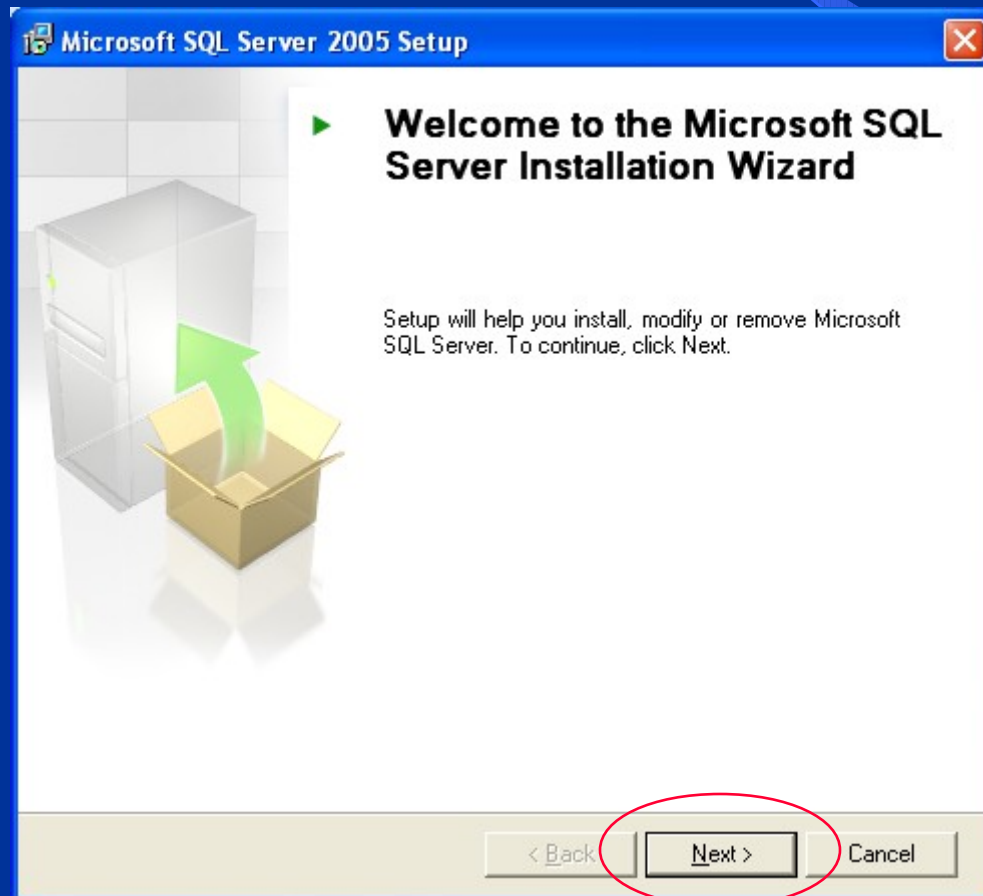 Microsoft SQL Server 2005 Setup
Welcome to the Microsoft SQL
Server Installation Wizard
Setup will help you install, modify or remove Microsoft
SQL Server. To continue, click Next.
< Back
Next >
Cancel